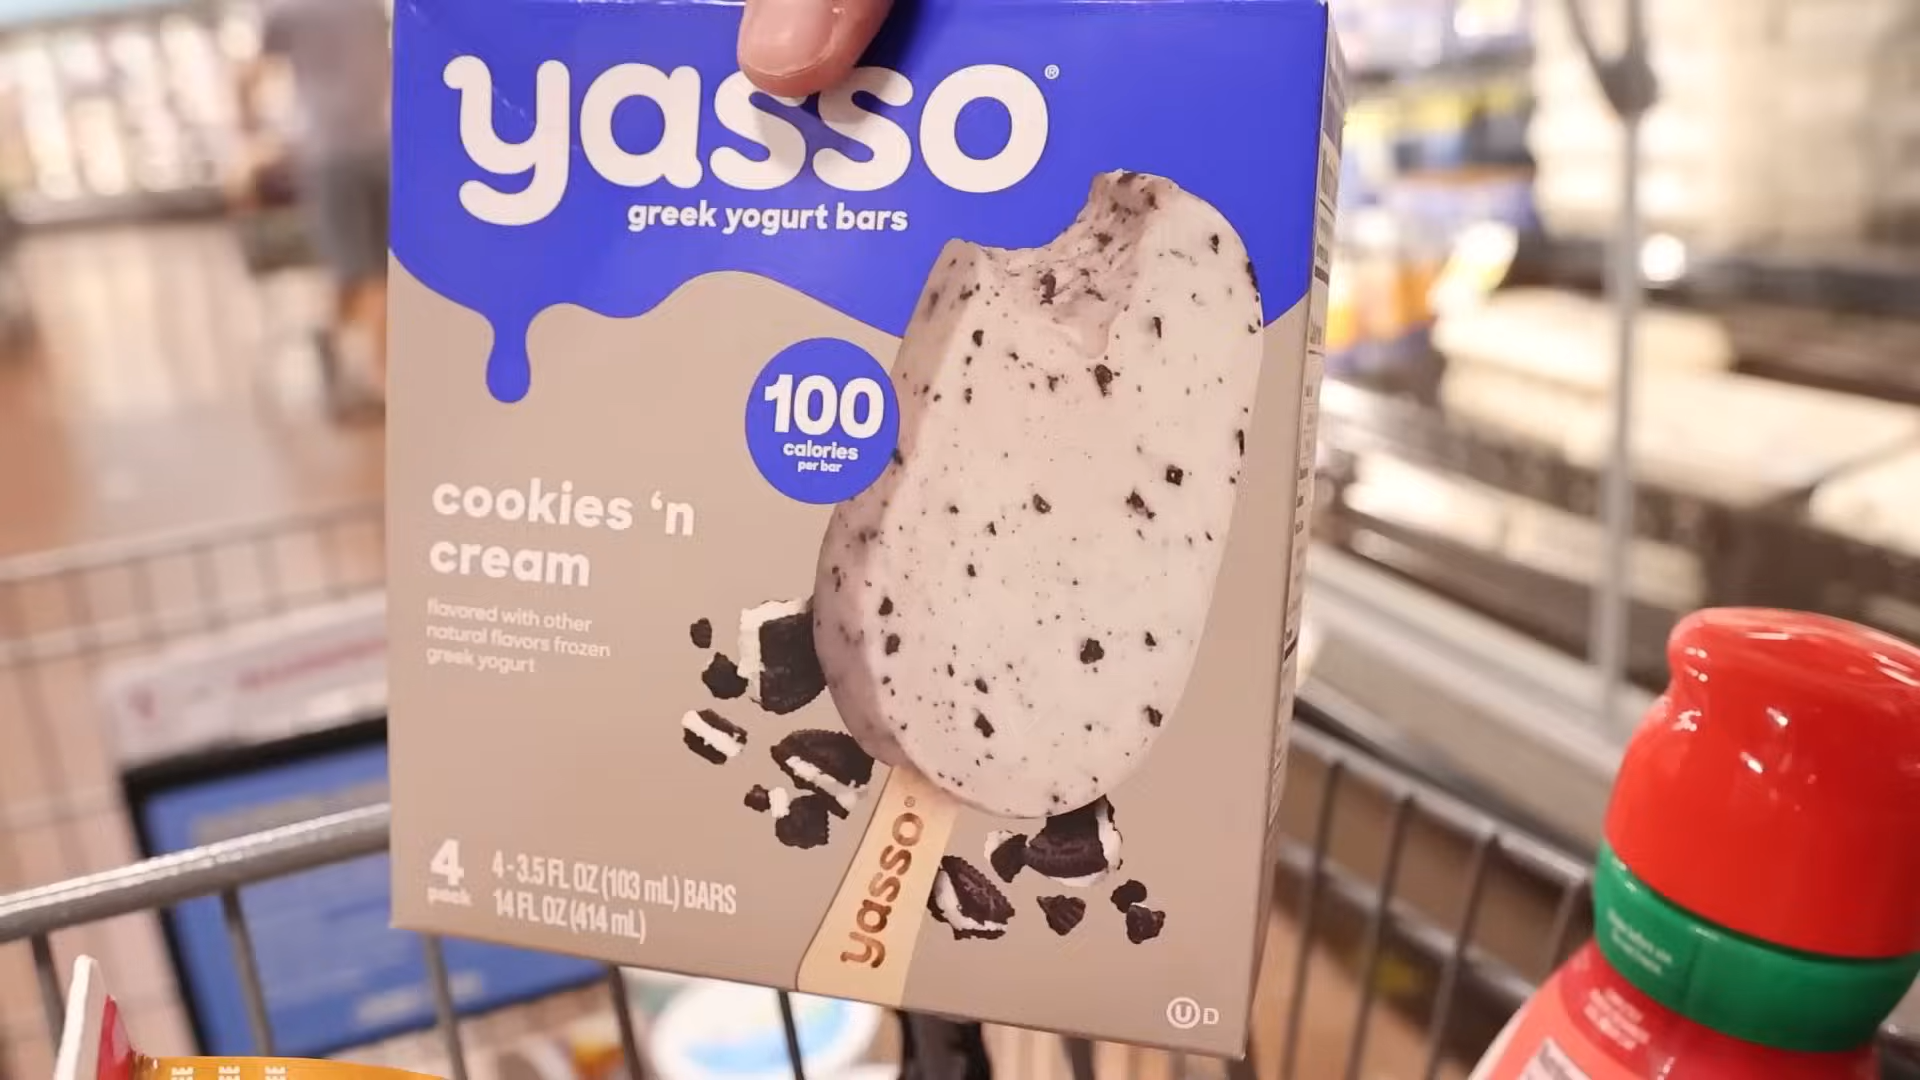 yasso®
greek yogurt bars
100
calories
per bar
cookies ‘n
cream
flavored with other
natural flavors frozen
greek yogurt
4
pack
4-3.5 FL OZ (103 mL) BARS
14 FL OZ (414 mL)
yasso®
U D